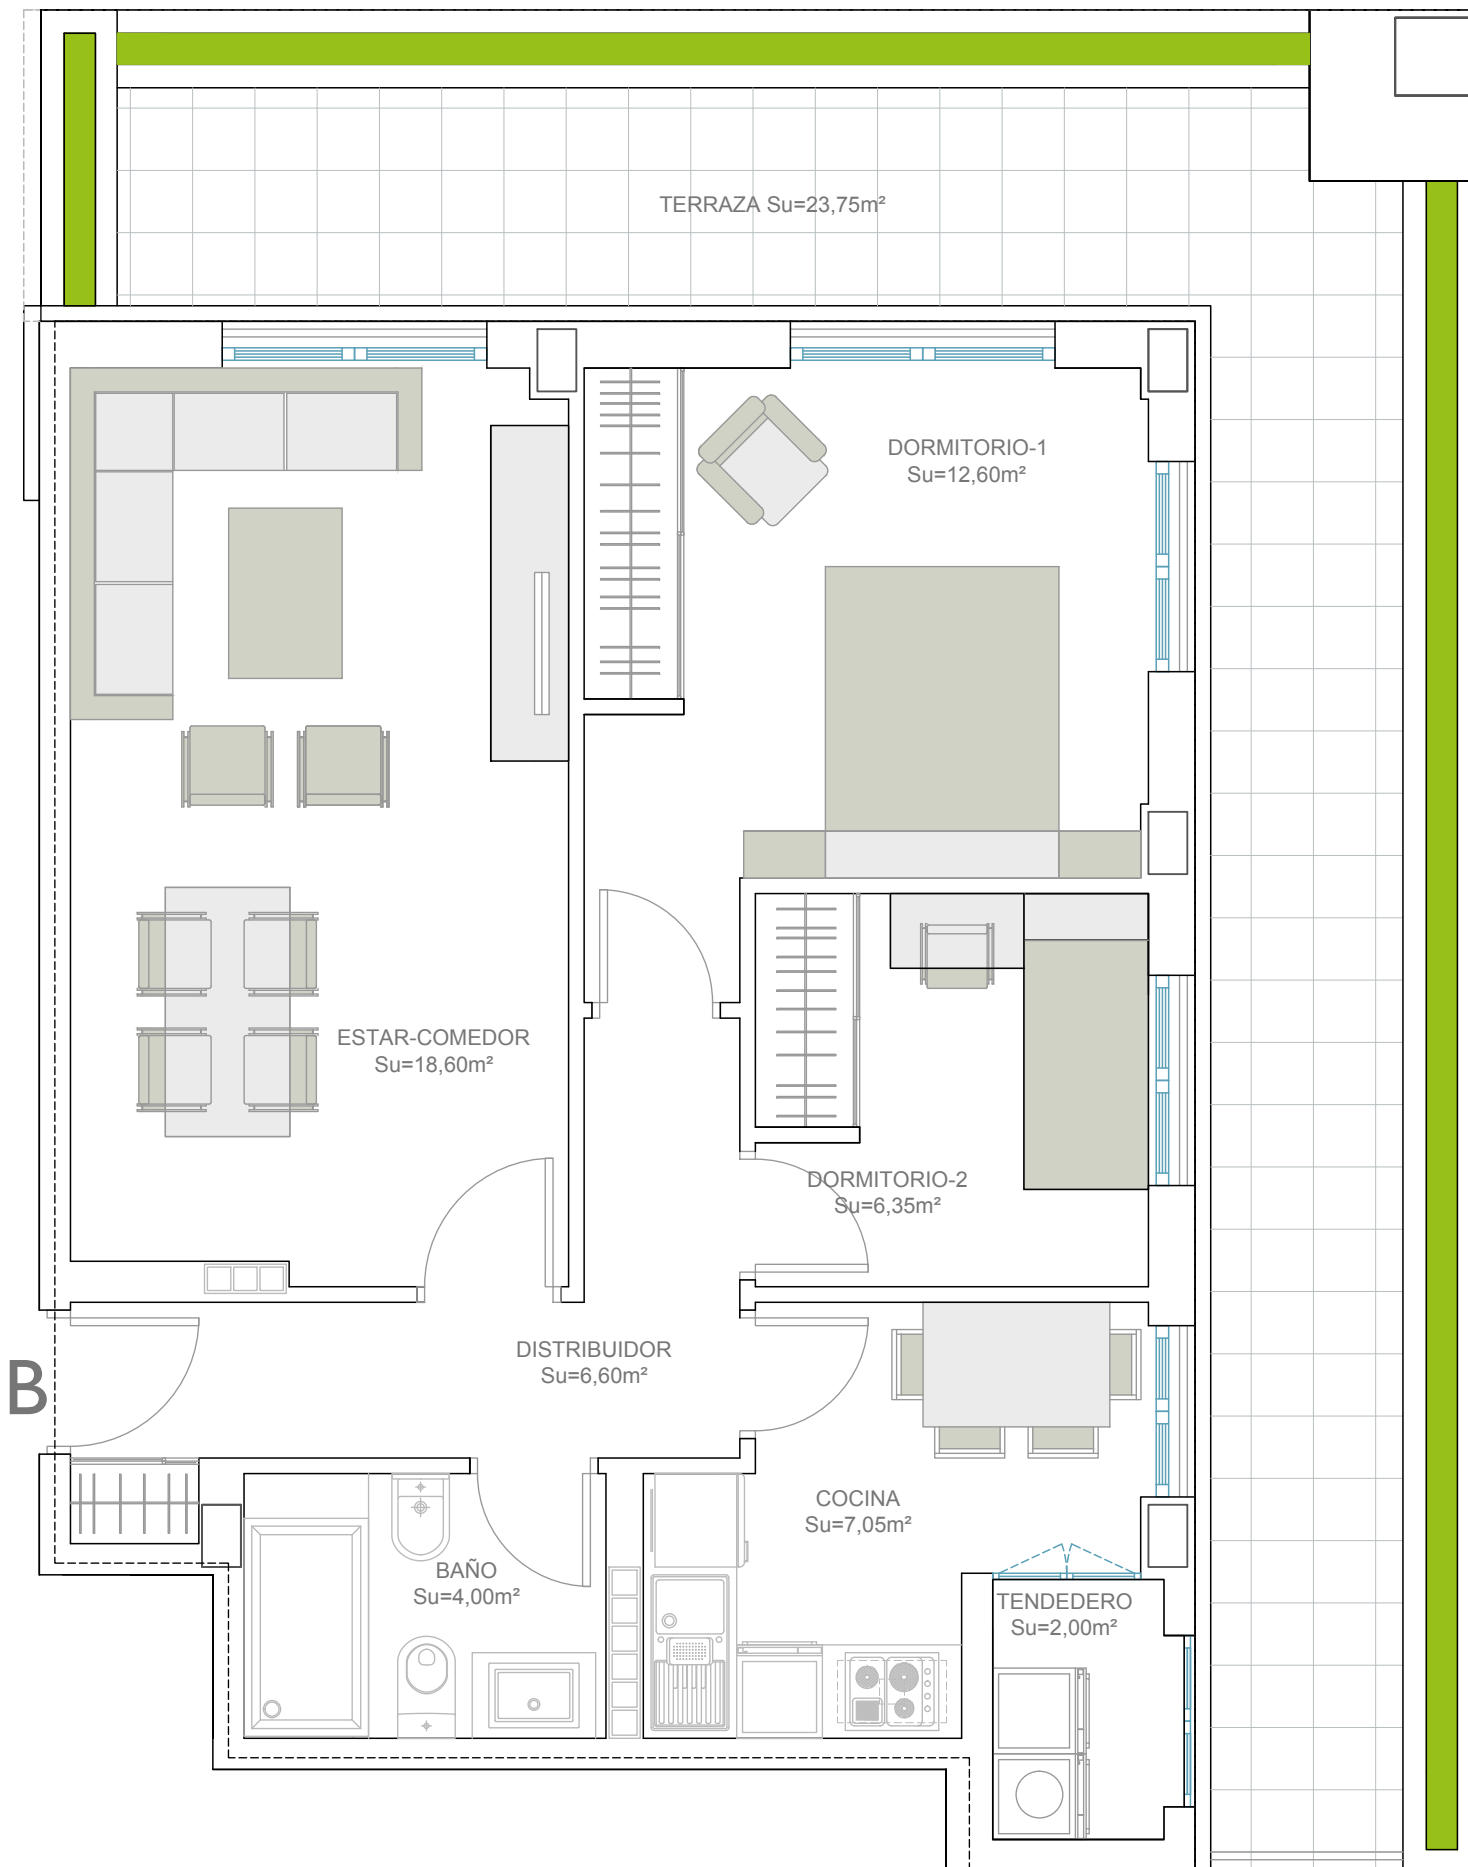 TERRAZA Su=23,75m²
DORMITORIO-1
Su=12,60m²
ESTAR-COMEDOR
Su=18,60m²
DORMITORIO-2
Su=6,35m²
DISTRIBUIDOR
Su=6,60m²
B
COCINA
Su=7,05m²
BAÑO
Su=4,00m²
TENDEDERO
Su=2,00m²